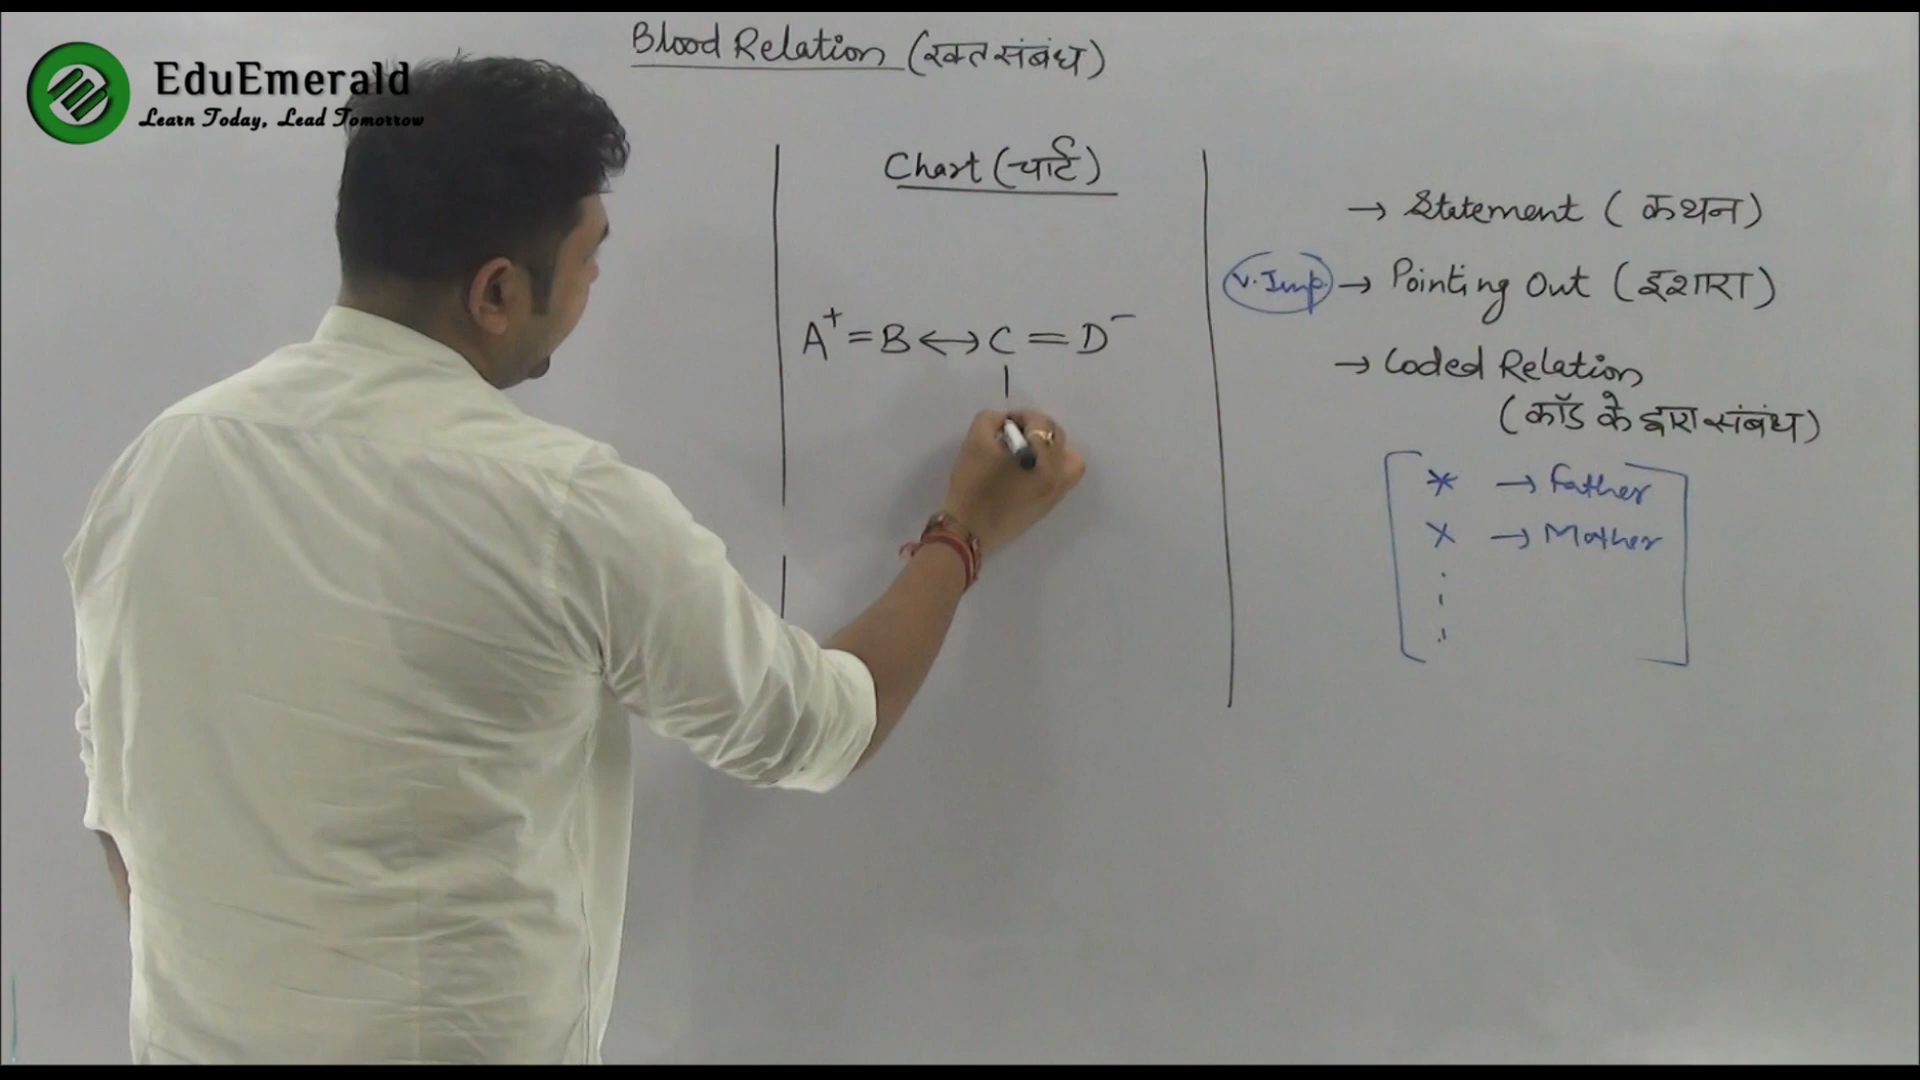 EduEmerald
Learn Today, Lead Tomorrow
Blood Relation (रक्त संबंध)
Chart (चार्ट)
A⁺ = B ↔ C = D⁻
→ Statement (कथन)
V. Imp. → Pointing Out (इशारा)
→ Coded Relation
(कॉड के द्वारा संबंध)
* → Father
× → Mother